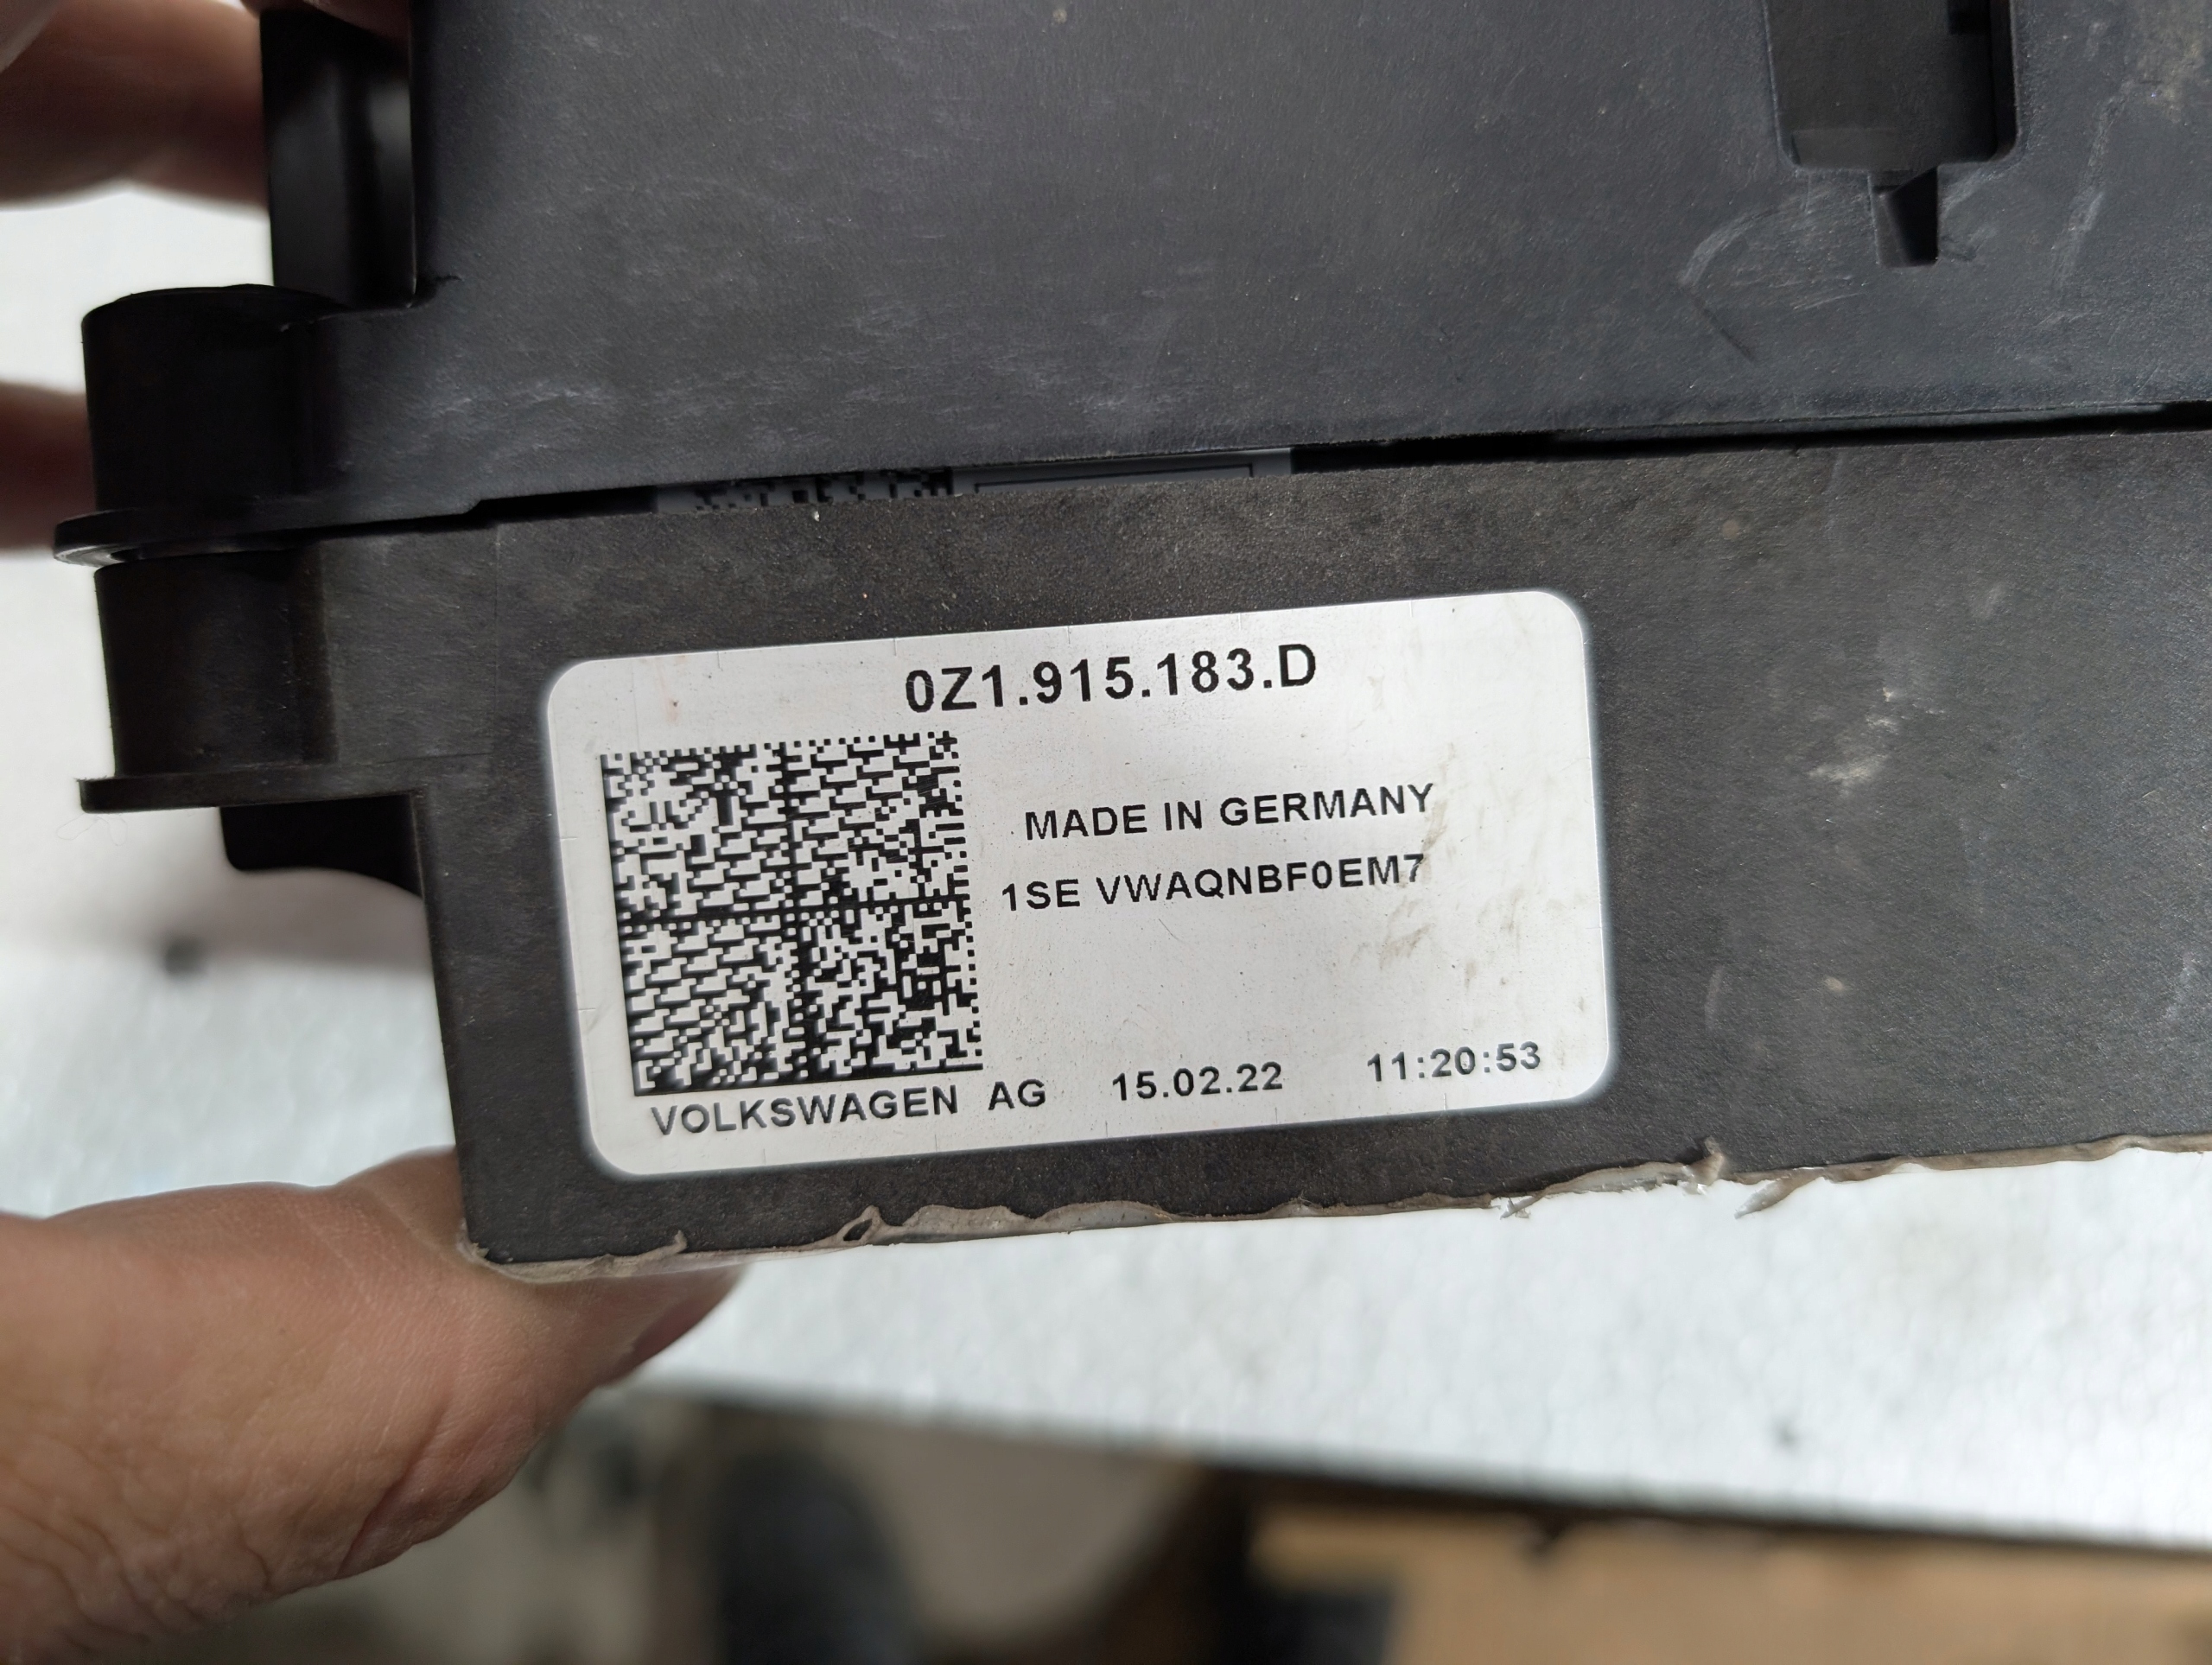 0Z1.915.183.D
MADE IN GERMANY
1SE VWAQNBF0EM7
VOLKSWAGEN AG 15.02.22 11:20:53